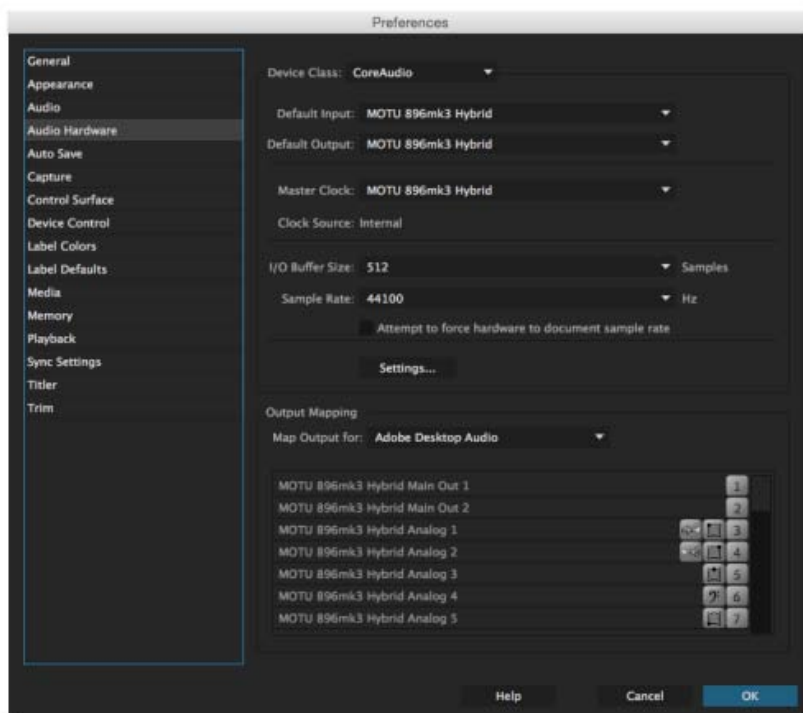 Preferences
General
Appearance
Audio
Audio Hardware
Auto Save
Capture
Control Surface
Device Control
Label Colors
Label Defaults
Media
Memory
Playback
Sync Settings
Titler
Trim
Device Class: CoreAudio
Default Input: MOTU 896mk3 Hybrid
Default Output: MOTU 896mk3 Hybrid
Master Clock: MOTU 896mk3 Hybrid
Clock Source: Internal
I/O Buffer Size: 512 Samples
Sample Rate: 44100 Hz
Attempt to force hardware to document sample rate
Settings...
Output Mapping
Map Output for: Adobe Desktop Audio
MOTU 896mk3 Hybrid Main Out 1 1
MOTU 896mk3 Hybrid Main Out 2 2
MOTU 896mk3 Hybrid Analog 1 3
MOTU 896mk3 Hybrid Analog 2 4
MOTU 896mk3 Hybrid Analog 3 5
MOTU 896mk3 Hybrid Analog 4 6
MOTU 896mk3 Hybrid Analog 5 7
Help Cancel OK